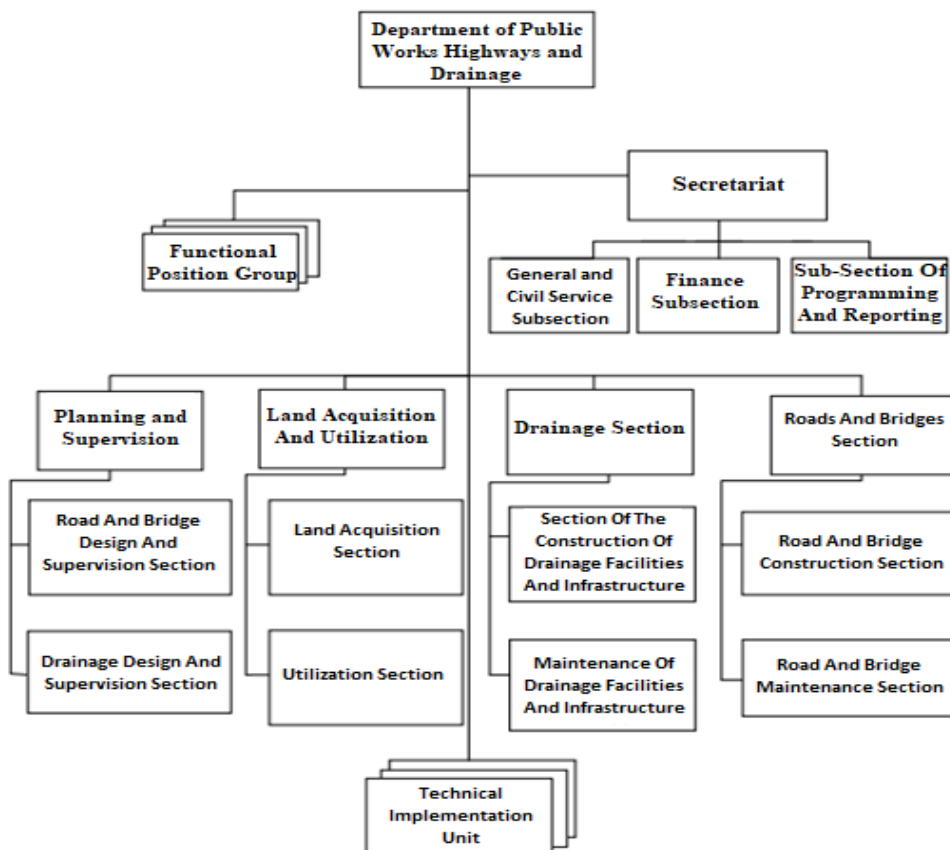 Department of Public
Works Highways and
Drainage
Secretariat
Functional
Position Group
General and
Civil Service
Subsection
Finance
Subsection
Sub-Section Of
Programming
And Reporting
Planning and
Supervision
Land Acquisition
And Utilization
Drainage Section
Roads And Bridges
Section
Road And Bridge
Design And
Supervision Section
Land Acquisition
Section
Section Of The
Construction Of
Drainage Facilities
And Infrastructure
Road And Bridge
Construction Section
Drainage Design And
Supervision Section
Utilization Section
Maintenance Of
Drainage Facilities
And Infrastructure
Road And Bridge
Maintenance Section
Technical
Implementation
Unit